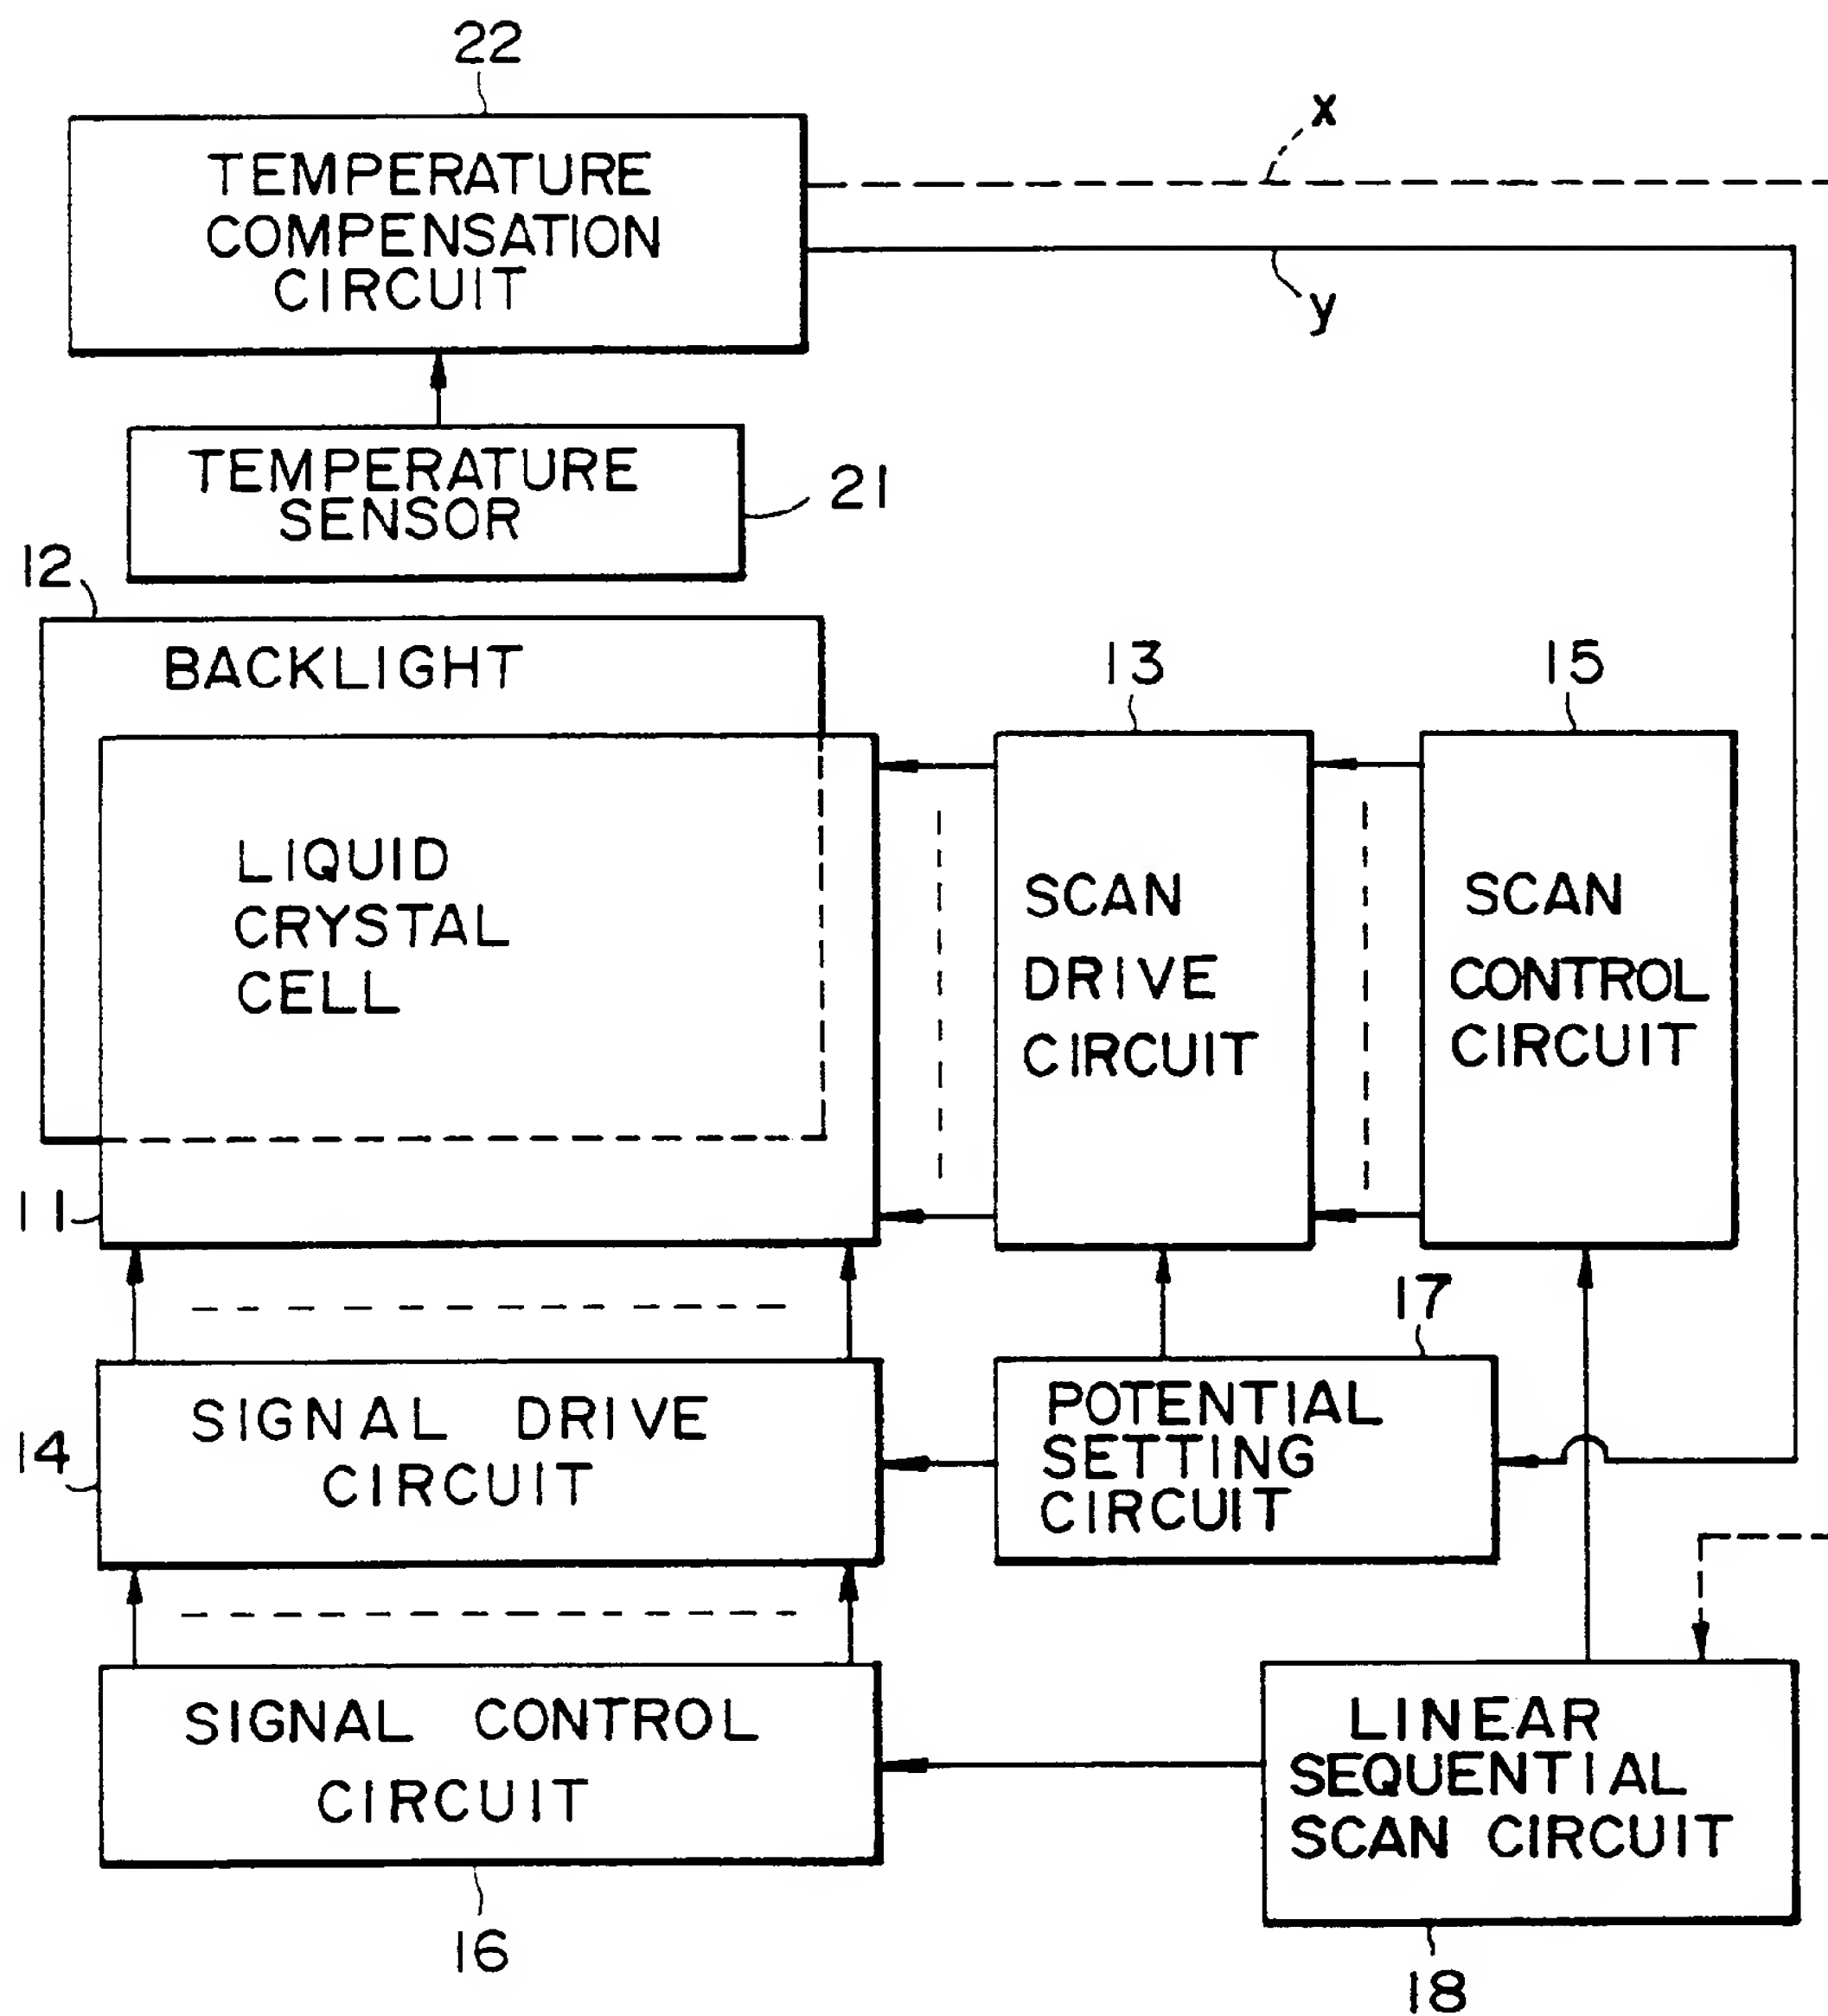 22
TEMPERATURE
COMPENSATION
CIRCUIT
x
y
TEMPERATURE
SENSOR
21
12
BACKLIGHT
13
15
LIQUID
CRYSTAL
CELL
SCAN
DRIVE
CIRCUIT
SCAN
CONTROL
CIRCUIT
11
17
SIGNAL DRIVE
CIRCUIT
14
POTENTIAL
SETTING
CIRCUIT
SIGNAL CONTROL
CIRCUIT
LINEAR
SEQUENTIAL
SCAN CIRCUIT
16
18